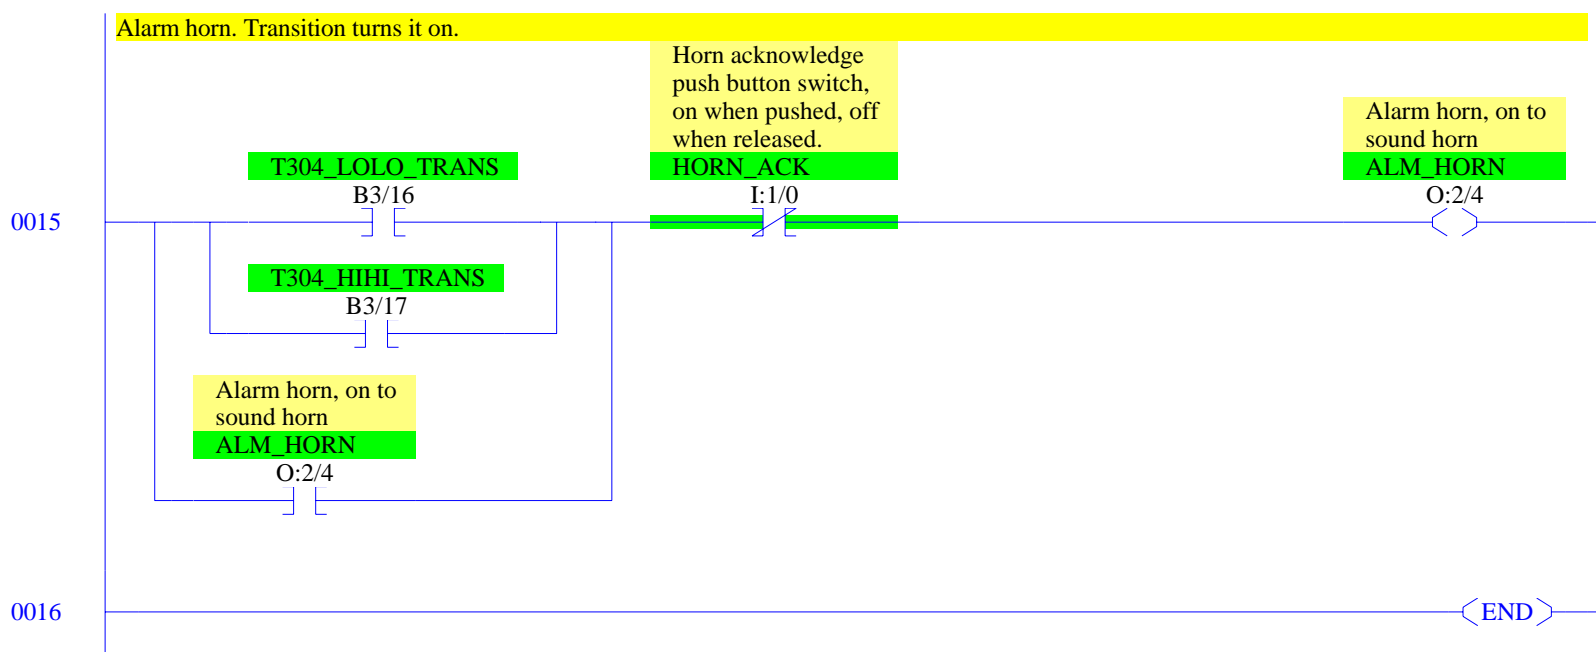 Alarm horn. Transition turns it on.
Horn acknowledge
push button switch,
on when pushed, off
when released.
HORN_ACK
I:1/0
Alarm horn, on to
sound horn
ALM_HORN
O:2/4
T304_LOLO_TRANS
B3/16
0015
T304_HIHI_TRANS
B3/17
Alarm horn, on to
sound horn
ALM_HORN
O:2/4
0016
END